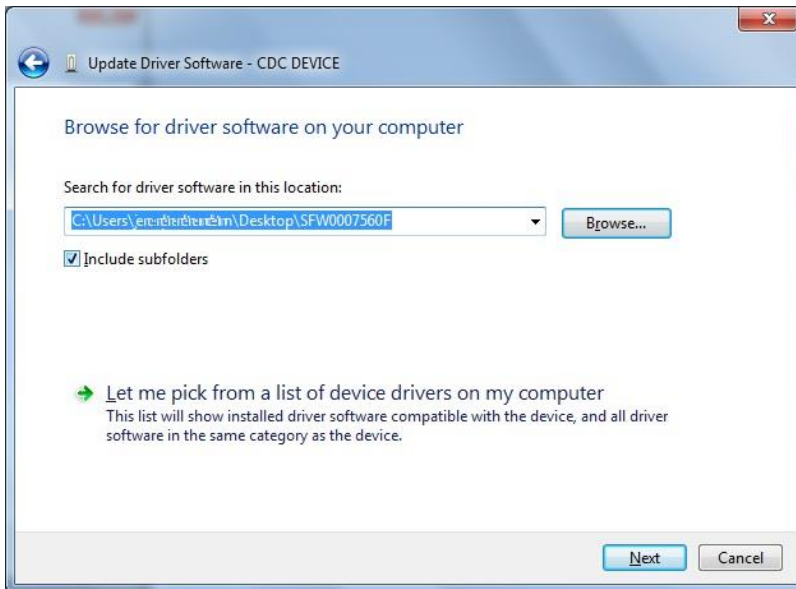 Update Driver Software - CDC DEVICE
Browse for driver software on your computer
Search for driver software in this location:
C:\Users\ \Desktop\SFW0007560F
Browse...
Include subfolders
Let me pick from a list of device drivers on my computer
This list will show installed driver software compatible with the device, and all driver
software in the same category as the device.
Next Cancel